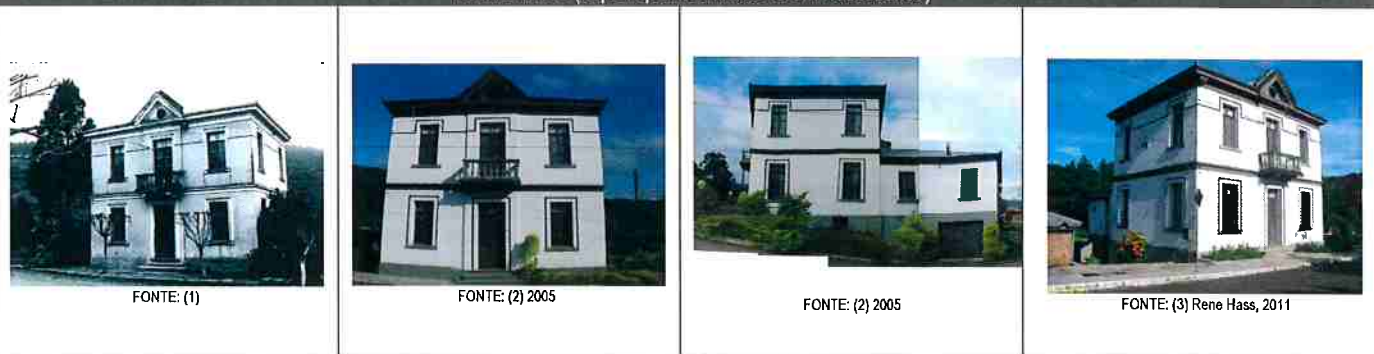 FONTE: (1)
FONTE: (2) 2005
FONTE: (2) 2005
FONTE: (3) Rene Hass, 2011